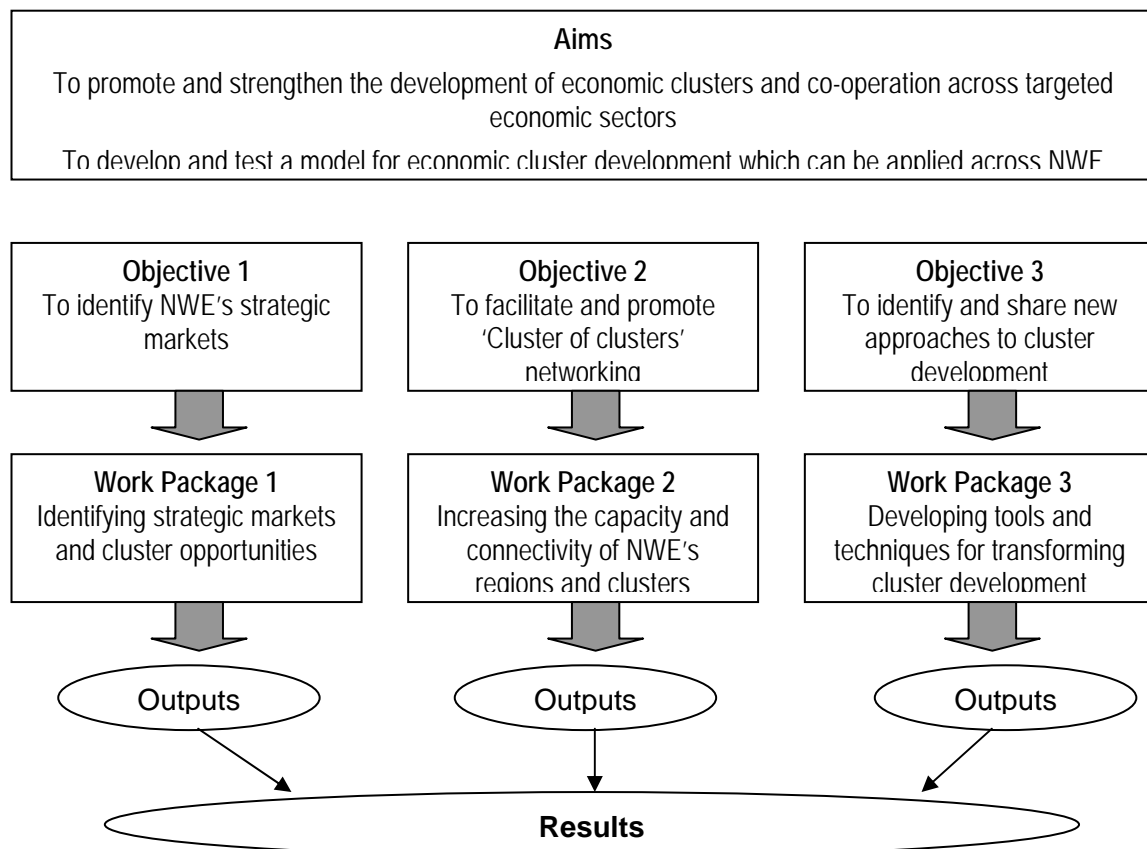 Aims
To promote and strengthen the development of economic clusters and co-operation across targeted
economic sectors
To develop and test a model for economic cluster development which can be applied across NWE
Objective 1
To identify NWE's strategic
markets
Objective 2
To facilitate and promote
'Cluster of clusters'
networking
Objective 3
To identify and share new
approaches to cluster
development
Work Package 1
Identifying strategic markets
and cluster opportunities
Work Package 2
Increasing the capacity and
connectivity of NWE's
regions and clusters
Work Package 3
Developing tools and
techniques for transforming
cluster development
Outputs
Outputs
Outputs
Results